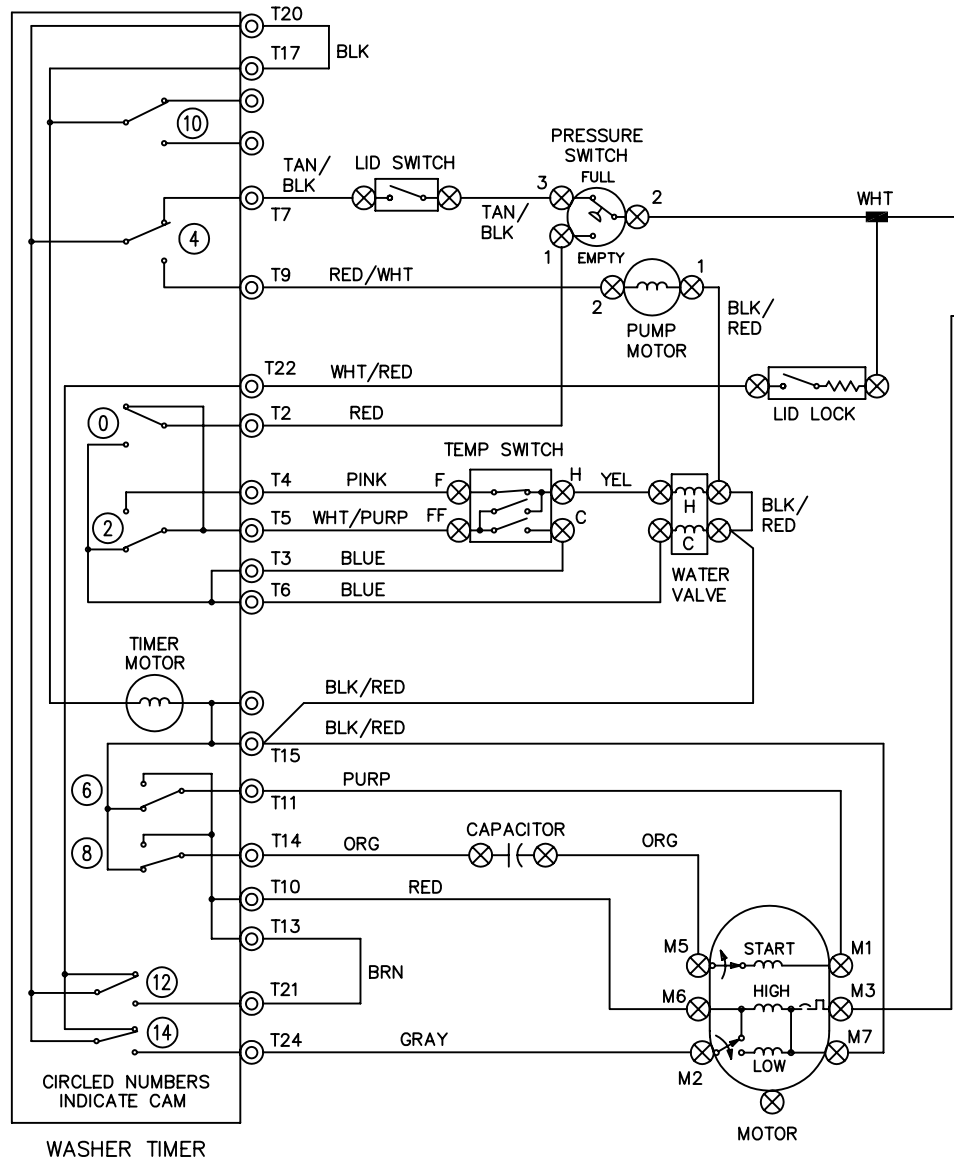 T20
BLK
T17
10
PRESSURE
SWITCH
FULL
TAN/
BLK
LID SWITCH
3
2
WHT
T7
TAN/
BLK
4
1
EMPTY
T9
RED/WHT
2
1
BLK/
RED
PUMP
MOTOR
T22
WHT/RED
LID LOCK
0
T2
RED
TEMP SWITCH
T4
PINK
F
H
YEL
H
BLK/
RED
2
T5
WHT/PURP
FF
C
C
T3
BLUE
T6
BLUE
WATER
VALVE
TIMER
MOTOR
BLK/RED
BLK/RED
T15
6
PURP
T11
8
T14
ORG
CAPACITOR
ORG
T10
RED
T13
BRN
M5
START
M1
12
T21
M6
HIGH
M3
14
T24
GRAY
M7
LOW
M2
CIRCLED NUMBERS
INDICATE CAM
MOTOR
WASHER TIMER